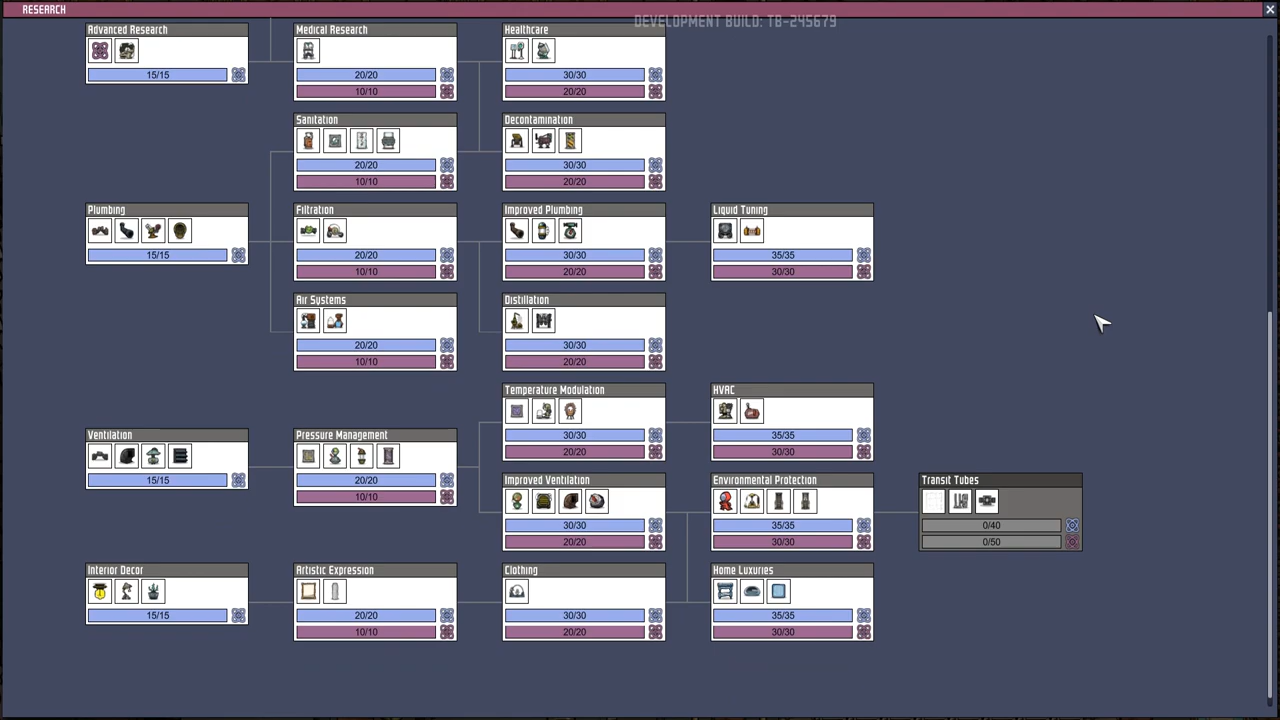 RESEARCH
DEVELOPMENT BUILD: TB-245679
Advanced Research
Medical Research
Healthcare
15/15
20/20
30/30
10/10
20/20
Sanitation
Decontamination
20/20
30/30
10/10
20/20
Plumbing
Filtration
Improved Plumbing
Liquid Tuning
15/15
20/20
30/30
35/35
10/10
20/20
30/30
Air Systems
Distillation
20/20
30/30
10/10
20/20
Temperature Modulation
HVAC
30/30
35/35
20/20
30/30
Ventilation
Pressure Management
15/15
20/20
10/10
Improved Ventilation
Environmental Protection
Transit Tubes
30/30
35/35
0/40
20/20
30/30
0/50
Interior Decor
Artistic Expression
Clothing
Home Luxuries
15/15
20/20
30/30
35/35
10/10
20/20
30/30